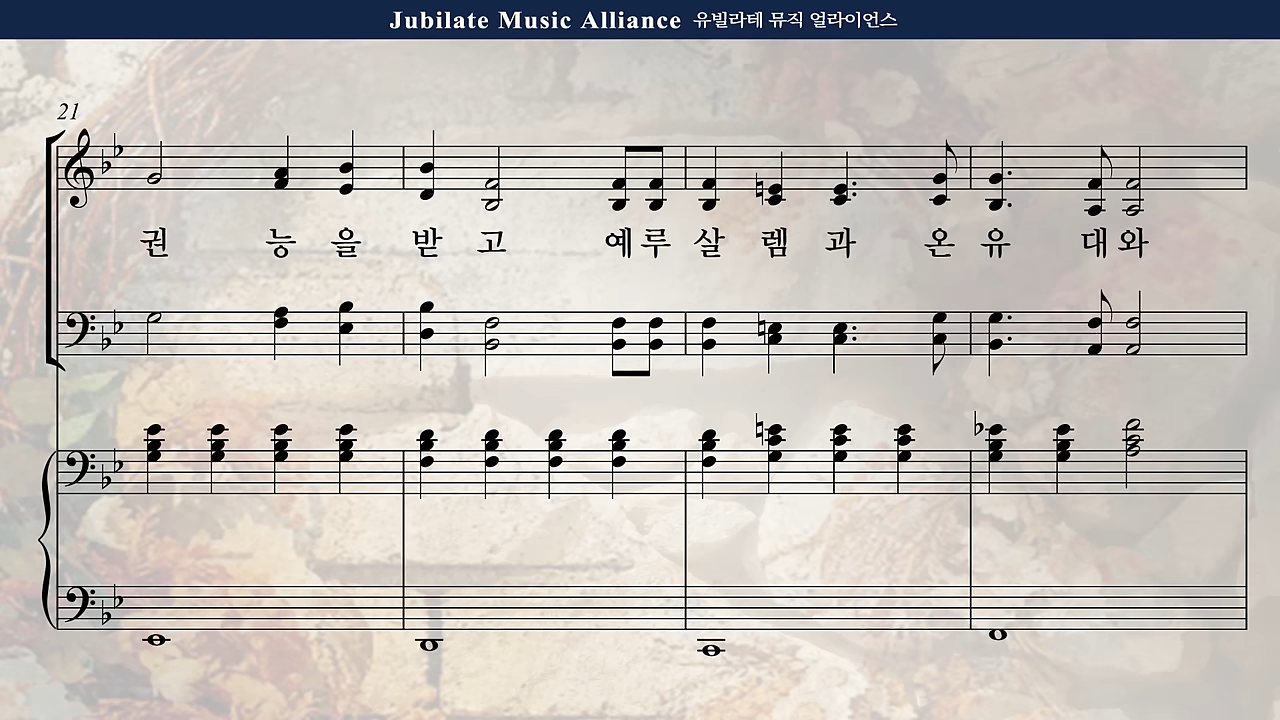 Jubilate Music Alliance 유빌라테 뮤직 얼라이언스
21
권 능 을 받 고 예 루 살 렘 과 온 유 대 와